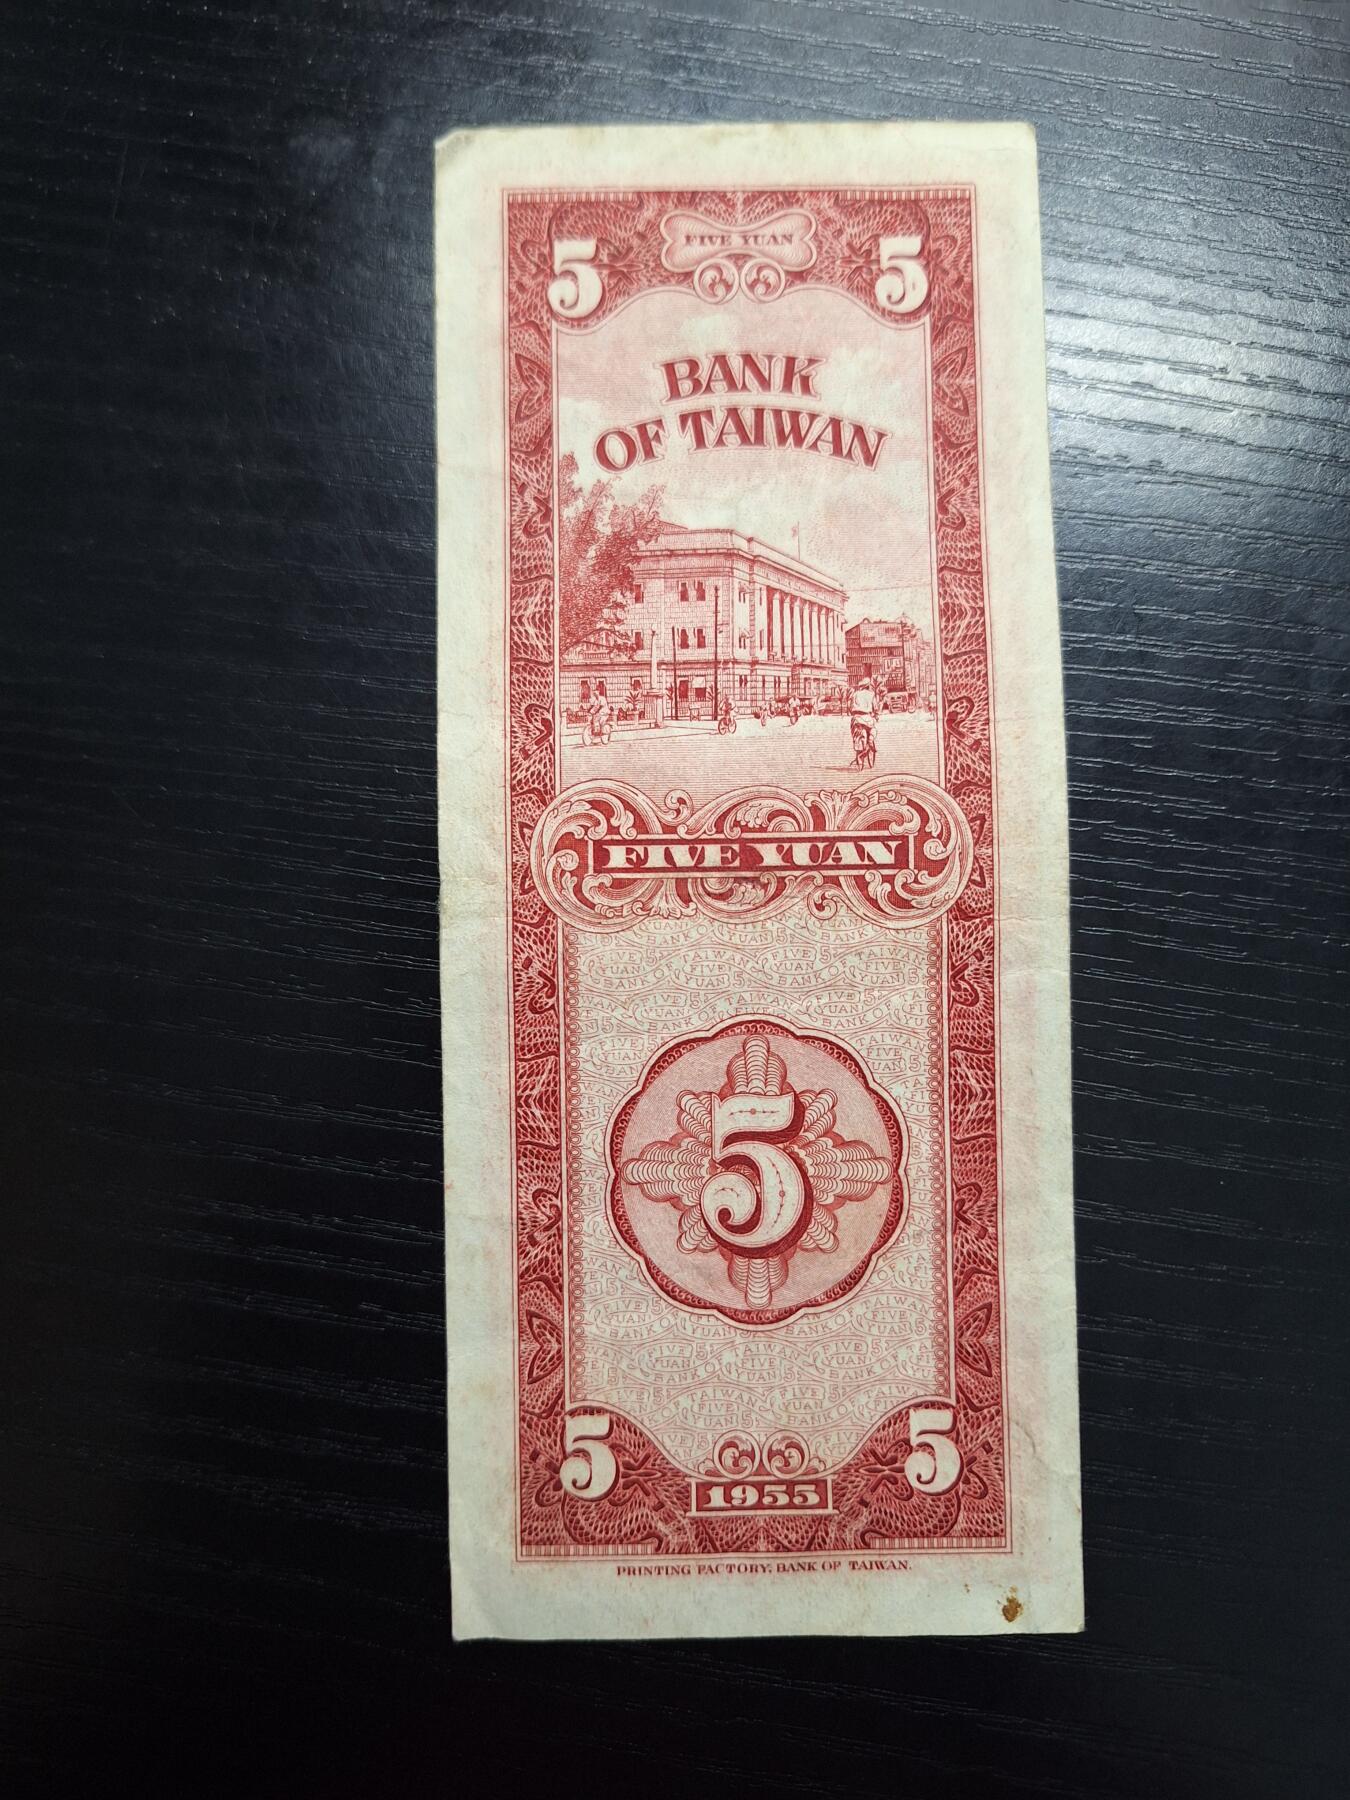 5 FIVE YUAN 5
BANK
OF TAIWAN
FIVE YUAN
5
5 5
1955
PRINTING FACTORY, BANK OF TAIWAN.